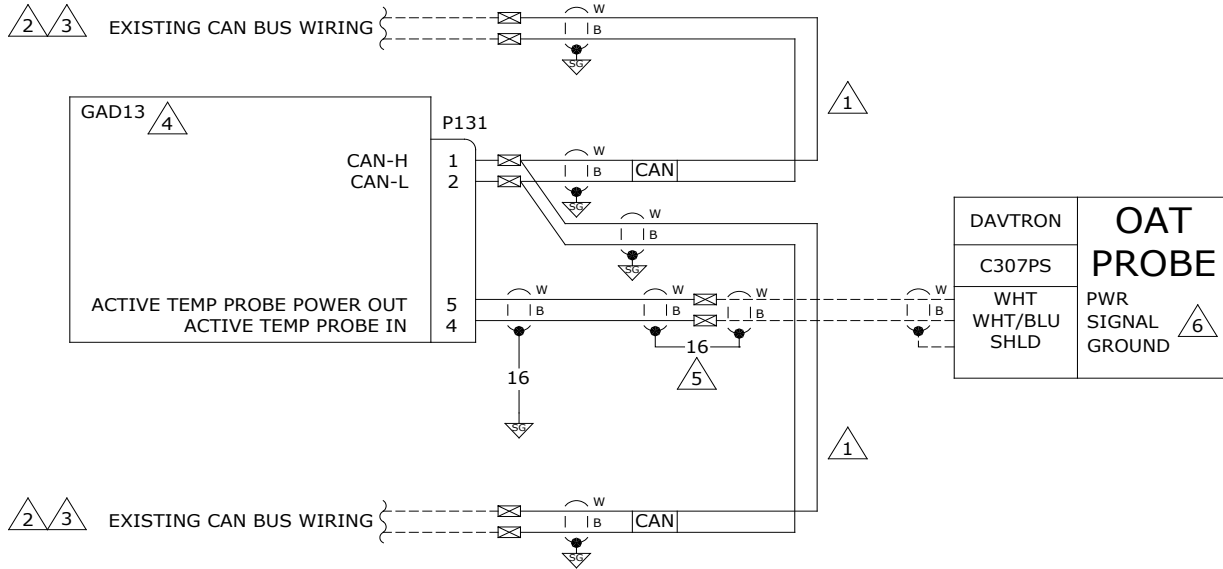 2 3 EXISTING CAN BUS WIRING
W
B
SG
1
GAD13 4
P131
CAN-H 1
CAN-L 2
W
B CAN
SG
W
B
SG
ACTIVE TEMP PROBE POWER OUT 5
ACTIVE TEMP PROBE IN 4
W
B
16
SG
W
B
W
B
16
5
W
B
DAVTRON
C307PS
OAT
PROBE
WHT PWR
WHT/BLU SIGNAL
SHLD GROUND
6
1
2 3 EXISTING CAN BUS WIRING
W
B CAN
SG